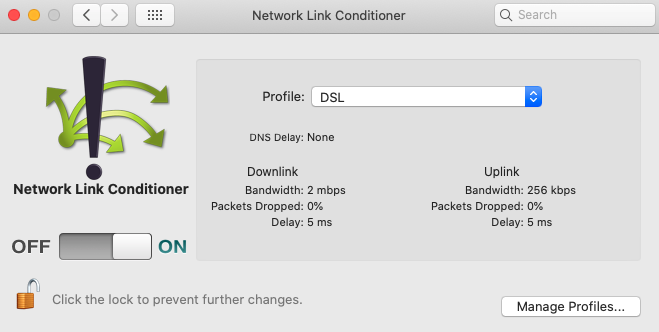 Network Link Conditioner
Search
Profile: DSL
DNS Delay: None
Downlink
Bandwidth: 2 mbps
Packets Dropped: 0%
Delay: 5 ms
Uplink
Bandwidth: 256 kbps
Packets Dropped: 0%
Delay: 5 ms
Network Link Conditioner
OFF ON
Click the lock to prevent further changes.
Manage Profiles...